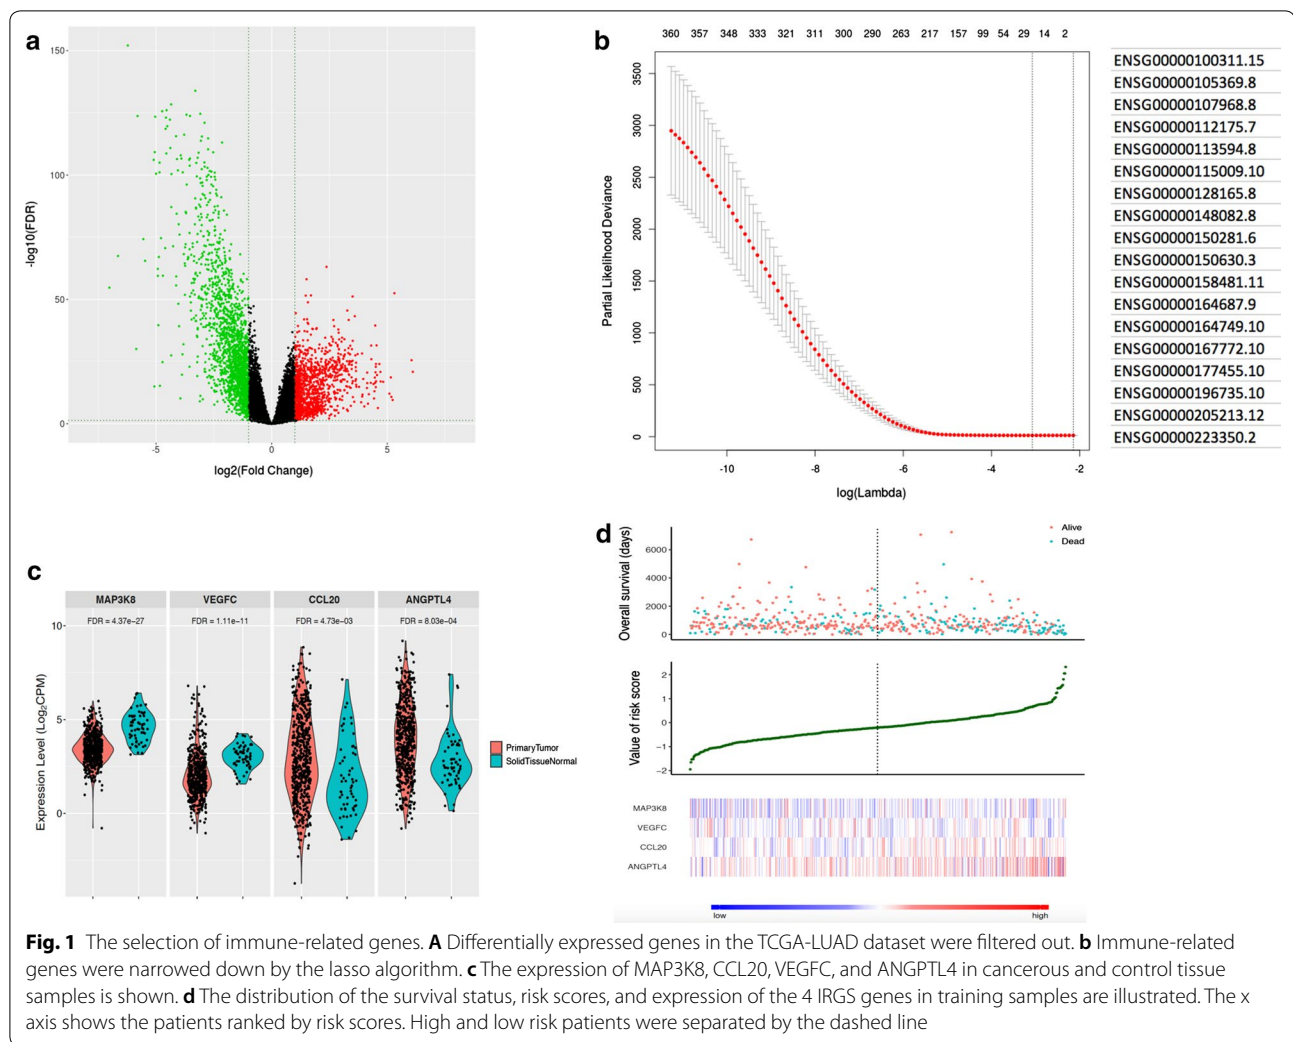 a
150
100
50
0
-log10(FDR)
-5
0
5
log2(Fold Change)
b
360 357 348 333 321 311 300 290 263 217 157 99 54 29 14 2
3500
3000
2500
2000
1500
1000
500
0
Partial Likelihood Deviance
-10
-8
-6
-4
-2
log(Lambda)
ENSG00000100311.15
ENSG00000105369.8
ENSG00000107968.8
ENSG00000112175.7
ENSG00000113594.8
ENSG00000115009.10
ENSG00000128165.8
ENSG00000148082.8
ENSG00000150281.6
ENSG00000150630.3
ENSG00000158481.11
ENSG00000164687.9
ENSG00000164749.10
ENSG00000167772.10
ENSG00000177455.10
ENSG00000196735.10
ENSG00000205213.12
ENSG00000223350.2
c
MAP3K8 VEGFC CCL20 ANGPTL4
FDR = 4.37e−27 FDR = 1.11e−11 FDR = 4.73e−03 FDR = 8.03e−04
10
5
0
Expression Level (Log2CPM)
PrimaryTumor
SolidTissueNormal
d
Alive
Dead
Overall survival (days)
6000
4000
2000
0
Value of risk score
2
1
0
−1
−2
MAP3K8
VEGFC
CCL20
ANGPTL4
low high
Fig. 1 The selection of immune-related genes. A Differentially expressed genes in the TCGA-LUAD dataset were filtered out. b Immune-related
genes were narrowed down by the lasso algorithm. c The expression of MAP3K8, CCL20, VEGFC, and ANGPTL4 in cancerous and control tissue
samples is shown. d The distribution of the survival status, risk scores, and expression of the 4 IRGS genes in training samples are illustrated. The x
axis shows the patients ranked by risk scores. High and low risk patients were separated by the dashed line